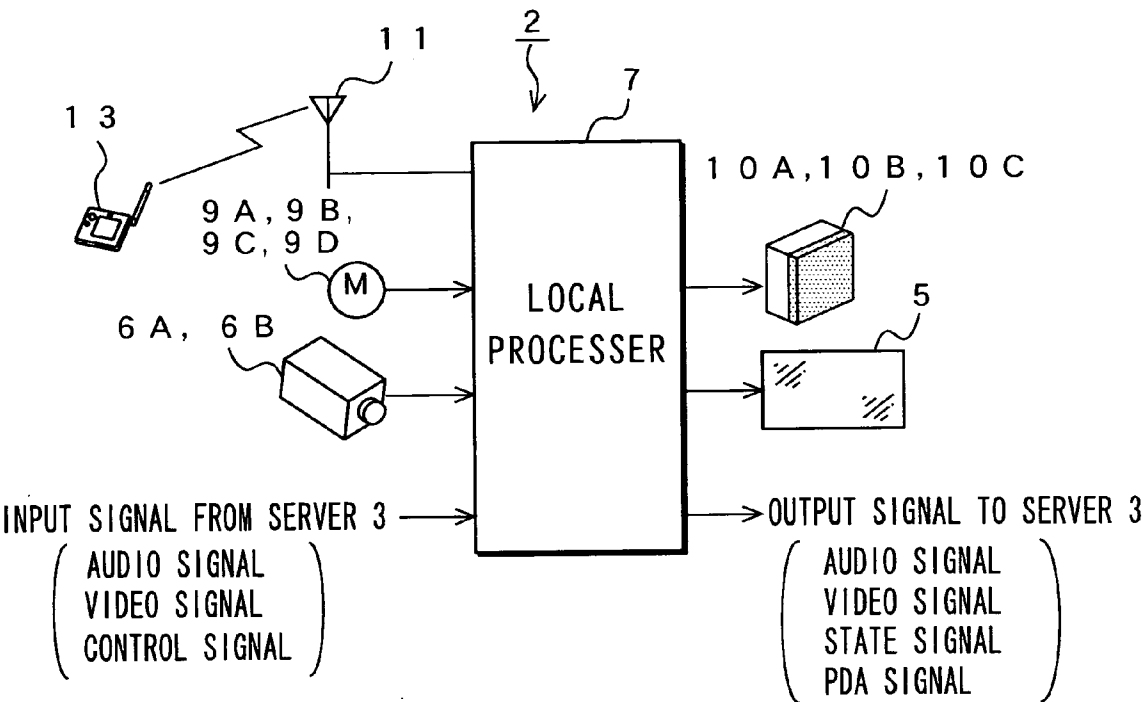 2
1 1
7
1 3
1 0 A, 1 0 B, 1 0 C
9 A, 9 B,
9 C, 9 D
M
LOCAL
PROCESSER
5
6 A, 6 B
INPUT SIGNAL FROM SERVER 3
AUDIO SIGNAL
VIDEO SIGNAL
CONTROL SIGNAL
OUTPUT SIGNAL TO SERVER 3
AUDIO SIGNAL
VIDEO SIGNAL
STATE SIGNAL
PDA SIGNAL